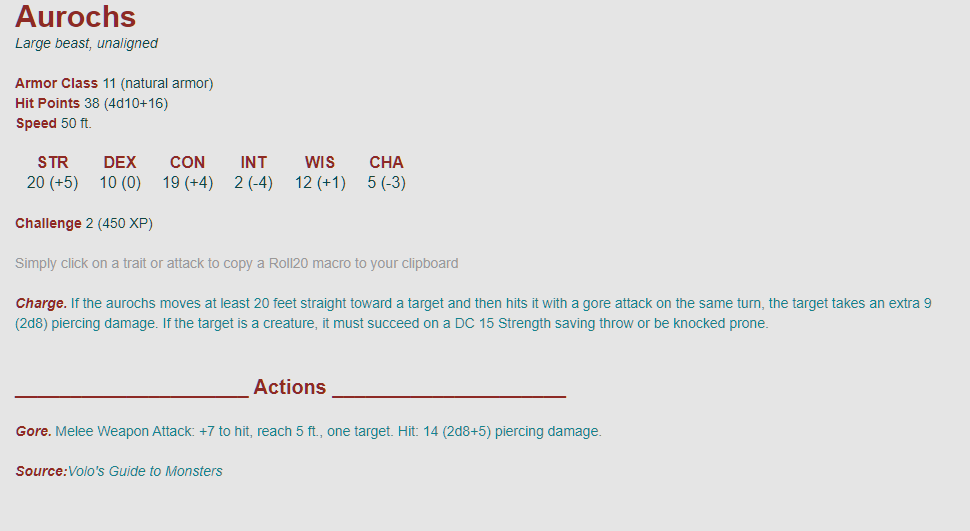 Aurochs
Large beast, unaligned
Armor Class 11 (natural armor)
Hit Points 38 (4d10+16)
Speed 50 ft.
STR DEX CON INT WIS CHA
20 (+5) 10 (0) 19 (+4) 2 (-4) 12 (+1) 5 (-3)
Challenge 2 (450 XP)
Simply click on a trait or attack to copy a Roll20 macro to your clipboard
Charge. If the aurochs moves at least 20 feet straight toward a target and then hits it with a gore attack on the same turn, the target takes an extra 9
(2d8) piercing damage. If the target is a creature, it must succeed on a DC 15 Strength saving throw or be knocked prone.
Actions
Gore. Melee Weapon Attack: +7 to hit, reach 5 ft., one target. Hit: 14 (2d8+5) piercing damage.
Source:Volo's Guide to Monsters